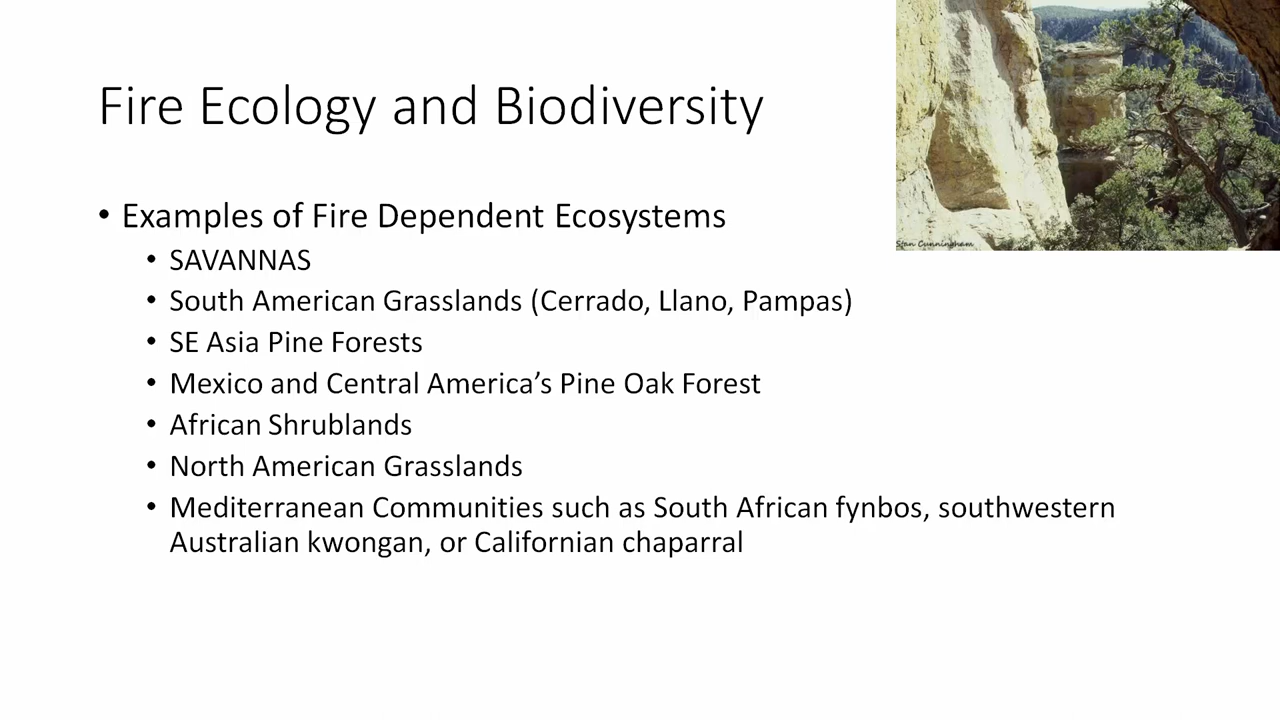 Fire Ecology and Biodiversity
Stan Cunningham
• Examples of Fire Dependent Ecosystems
• SAVANNAS
• South American Grasslands (Cerrado, Llano, Pampas)
• SE Asia Pine Forests
• Mexico and Central America’s Pine Oak Forest
• African Shrublands
• North American Grasslands
• Mediterranean Communities such as South African fynbos, southwestern
Australian kwongan, or Californian chaparral